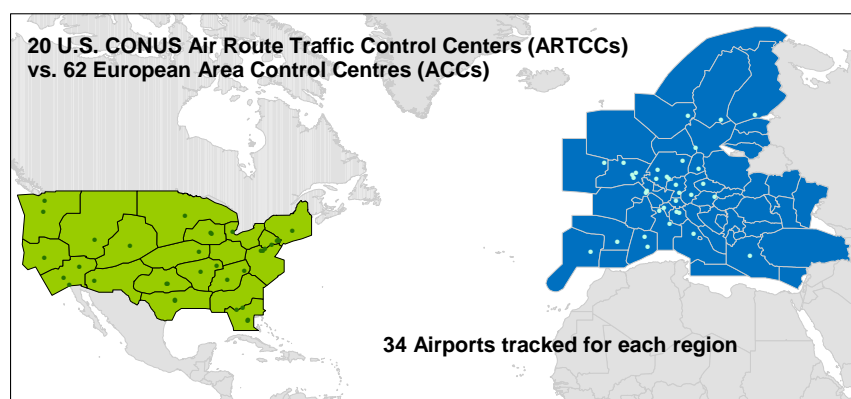 20 U.S. CONUS Air Route Traffic Control Centers (ARTCCs)
vs. 62 European Area Control Centres (ACCs)
34 Airports tracked for each region